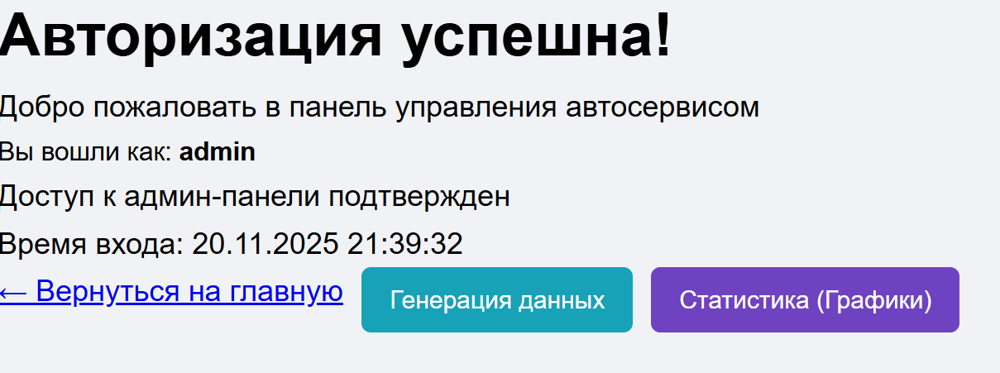 Авторизация успешна!
Добро пожаловать в панель управления автосервисом
Вы вошли как: admin
Доступ к админ-панели подтвержден
Время входа: 20.11.2025 21:39:32
← Вернуться на главную Генерация данных Статистика (Графики)